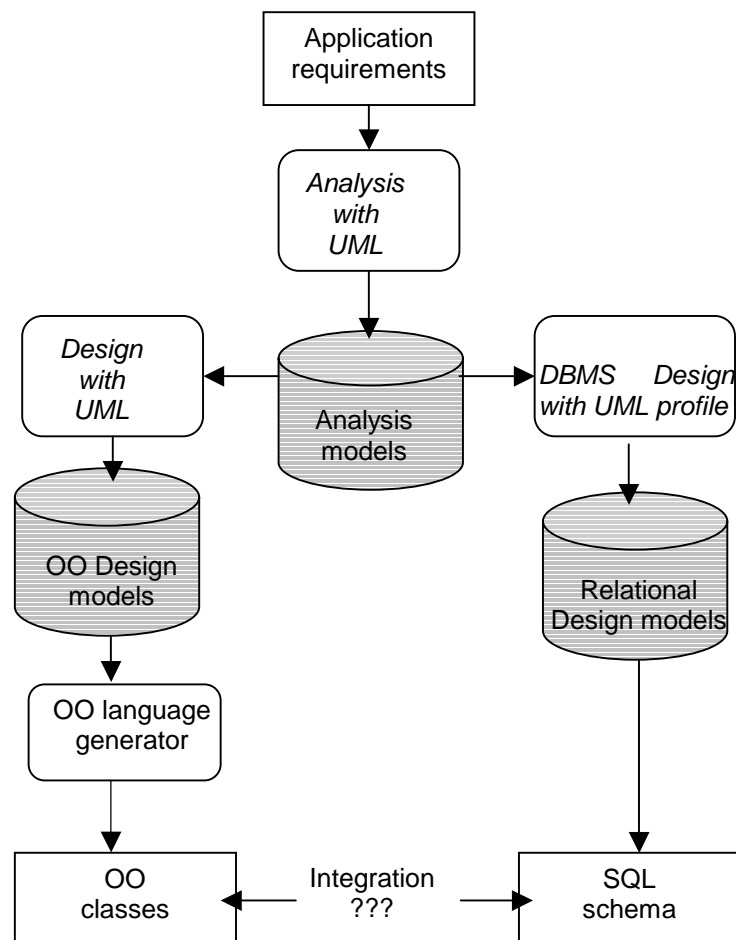 Application
requirements
Analysis
with
UML
Design
with
UML
Analysis
models
DBMS Design
with UML profile
OO Design
models
Relational
Design models
OO language
generator
OO
classes
Integration
???
SQL
schema